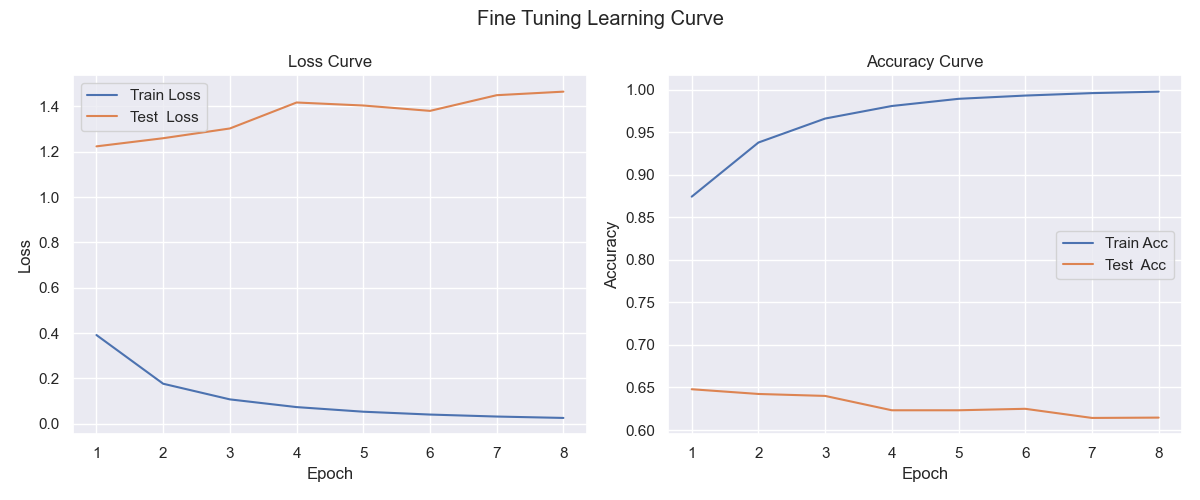 Fine Tuning Learning Curve
Loss Curve
Train Loss
Test  Loss
1.4
1.2
1.0
0.8
0.6
0.4
0.2
0.0
Loss
1 2 3 4 5 6 7 8
Epoch
Accuracy Curve
1.00
0.95
0.90
0.85
0.80
0.75
0.70
0.65
0.60
Accuracy
Train Acc
Test  Acc
1 2 3 4 5 6 7 8
Epoch